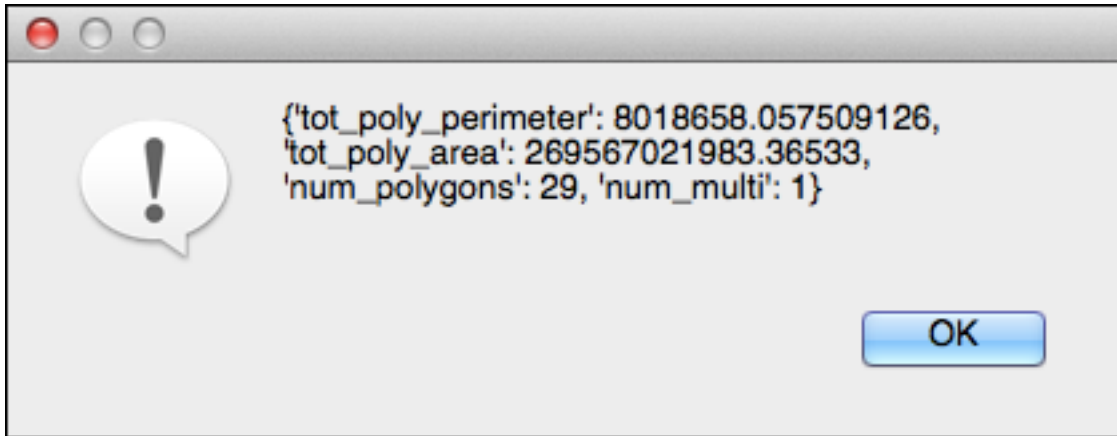 {'tot_poly_perimeter': 8018658.057509126,
'tot_poly_area': 269567021983.36533,
'num_polygons': 29, 'num_multi': 1}
OK